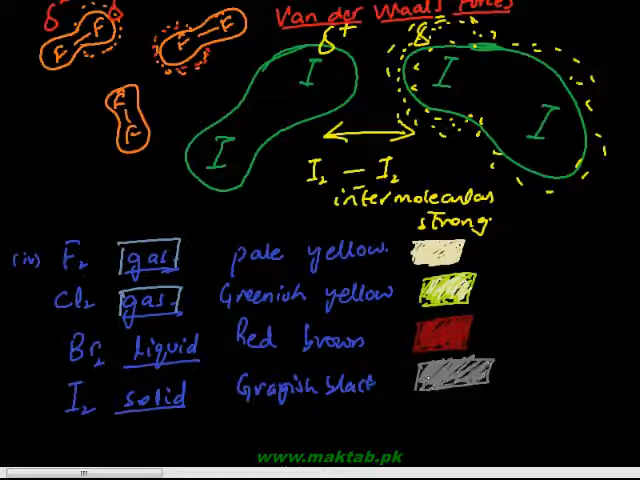 Van der Waals Forces
δ⁻ F F
F F
F F
δ⁺ δ⁻
I I
I I
I₂ — I₂
intermolecular
strong
(iv) F₂ gas pale yellow.
Cl₂ gas. Greenish yellow
Br₂ liquid Red brown
I₂ solid Grayish black
www.maktab.pk